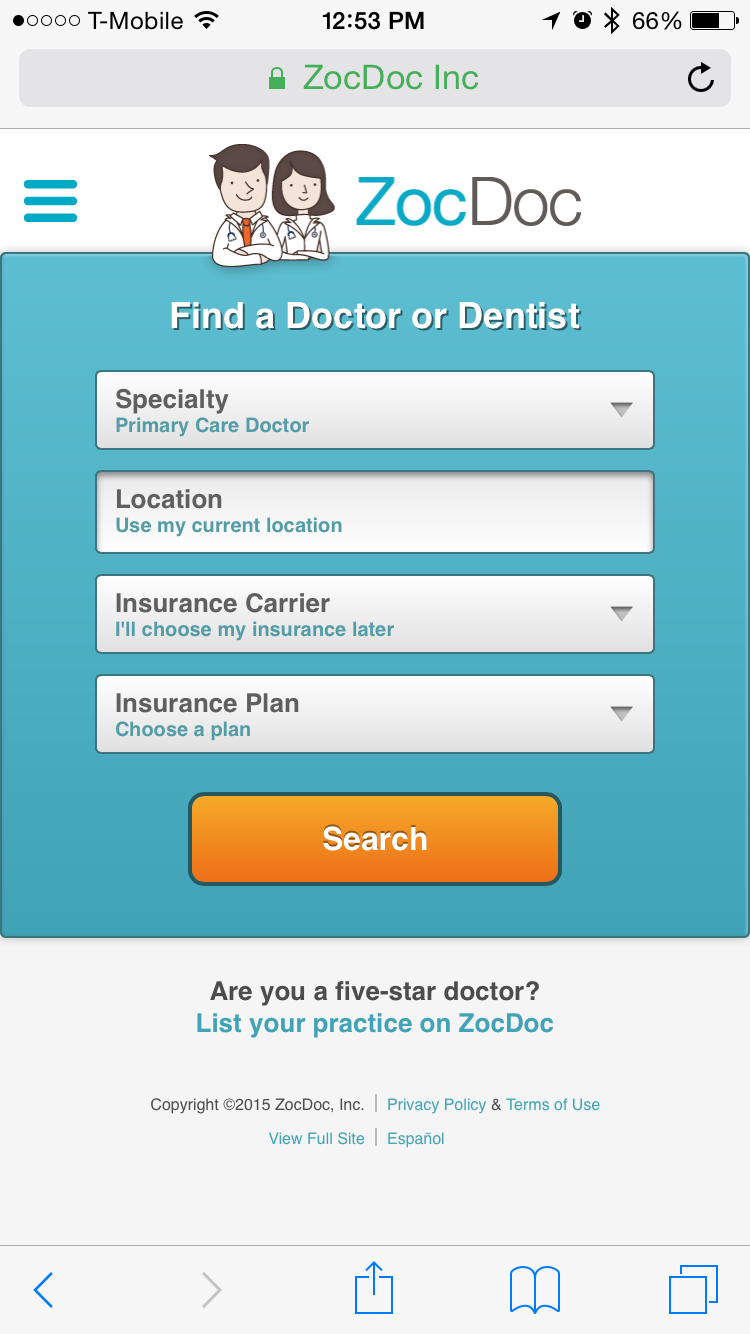 T-Mobile 12:53 PM 66%
ZocDoc Inc
ZocDoc
Find a Doctor or Dentist
Specialty
Primary Care Doctor
Location
Use my current location
Insurance Carrier
I'll choose my insurance later
Insurance Plan
Choose a plan
Search
Are you a five-star doctor?
List your practice on ZocDoc
Copyright ©2015 ZocDoc, Inc. | Privacy Policy & Terms of Use
View Full Site | Español